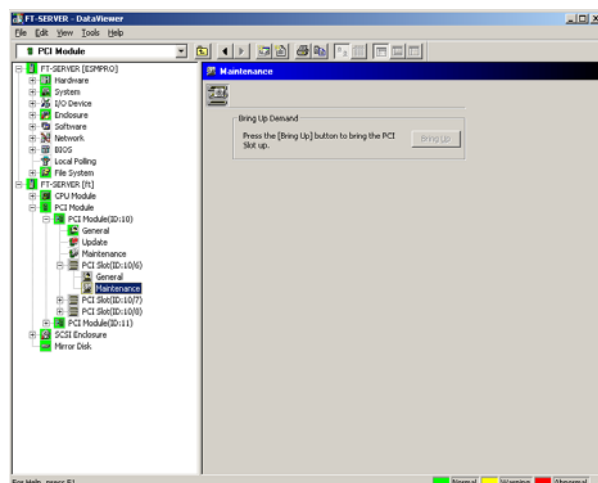 FT-SERVER - DataViewer
File Edit View Tools Help
PCI Module
FT-SERVER [ESMPRO]
Hardware
System
I/O Device
Enclosure
Software
Network
BIOS
Local Polling
File System
FT-SERVER [ft]
CPU Module
PCI Module
PCI Module(ID:10)
General
Update
Maintenance
PCI Slot(ID:10/6)
General
Maintenance
PCI Slot(ID:10/7)
PCI Slot(ID:10/8)
PCI Module(ID:11)
SCSI Enclosure
Mirror Disk
Maintenance
Bring Up Demand
Press the [Bring Up] button to bring the PCI
Slot up.
Bring Up
For Help, press F1
Normal Warning Abnormal